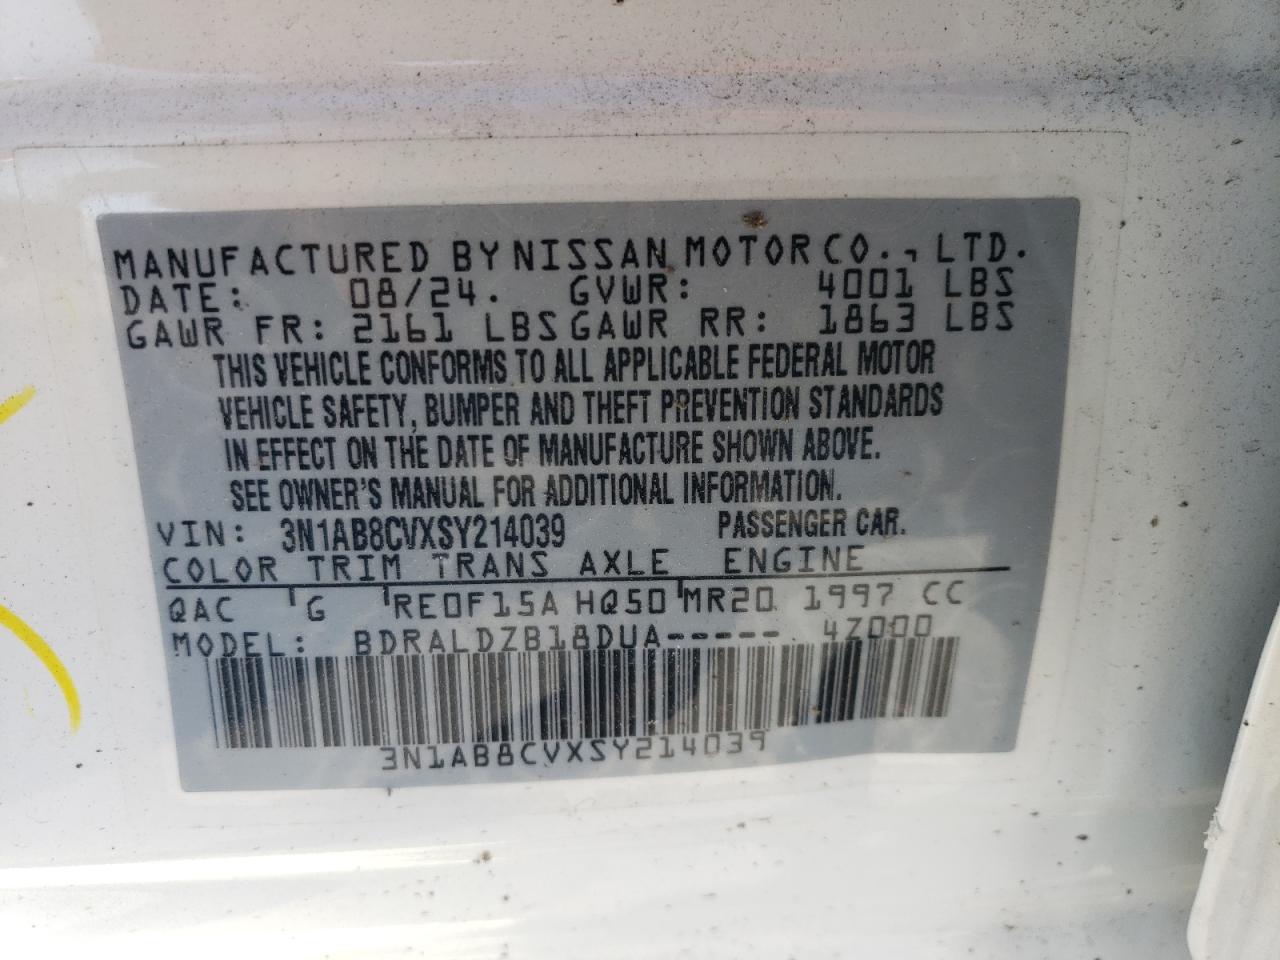 MANUFACTURED BY NISSAN MOTOR CO., LTD.
DATE: 08/24. GVWR: 4001 LBS
GAWR FR: 2161 LBS GAWR RR: 1863 LBS
THIS VEHICLE CONFORMS TO ALL APPLICABLE FEDERAL MOTOR
VEHICLE SAFETY, BUMPER AND THEFT PREVENTION STANDARDS
IN EFFECT ON THE DATE OF MANUFACTURE SHOWN ABOVE.
SEE OWNER'S MANUAL FOR ADDITIONAL INFORMATION.
VIN: 3N1AB8CVXSY214039 PASSENGER CAR.
COLOR TRIM TRANS AXLE ENGINE
QAC G RE0F15A HQ50 MR20 1997 CC
MODEL: BDRALDZB18DUA----- 4Z000
3N1AB8CVXSY214039